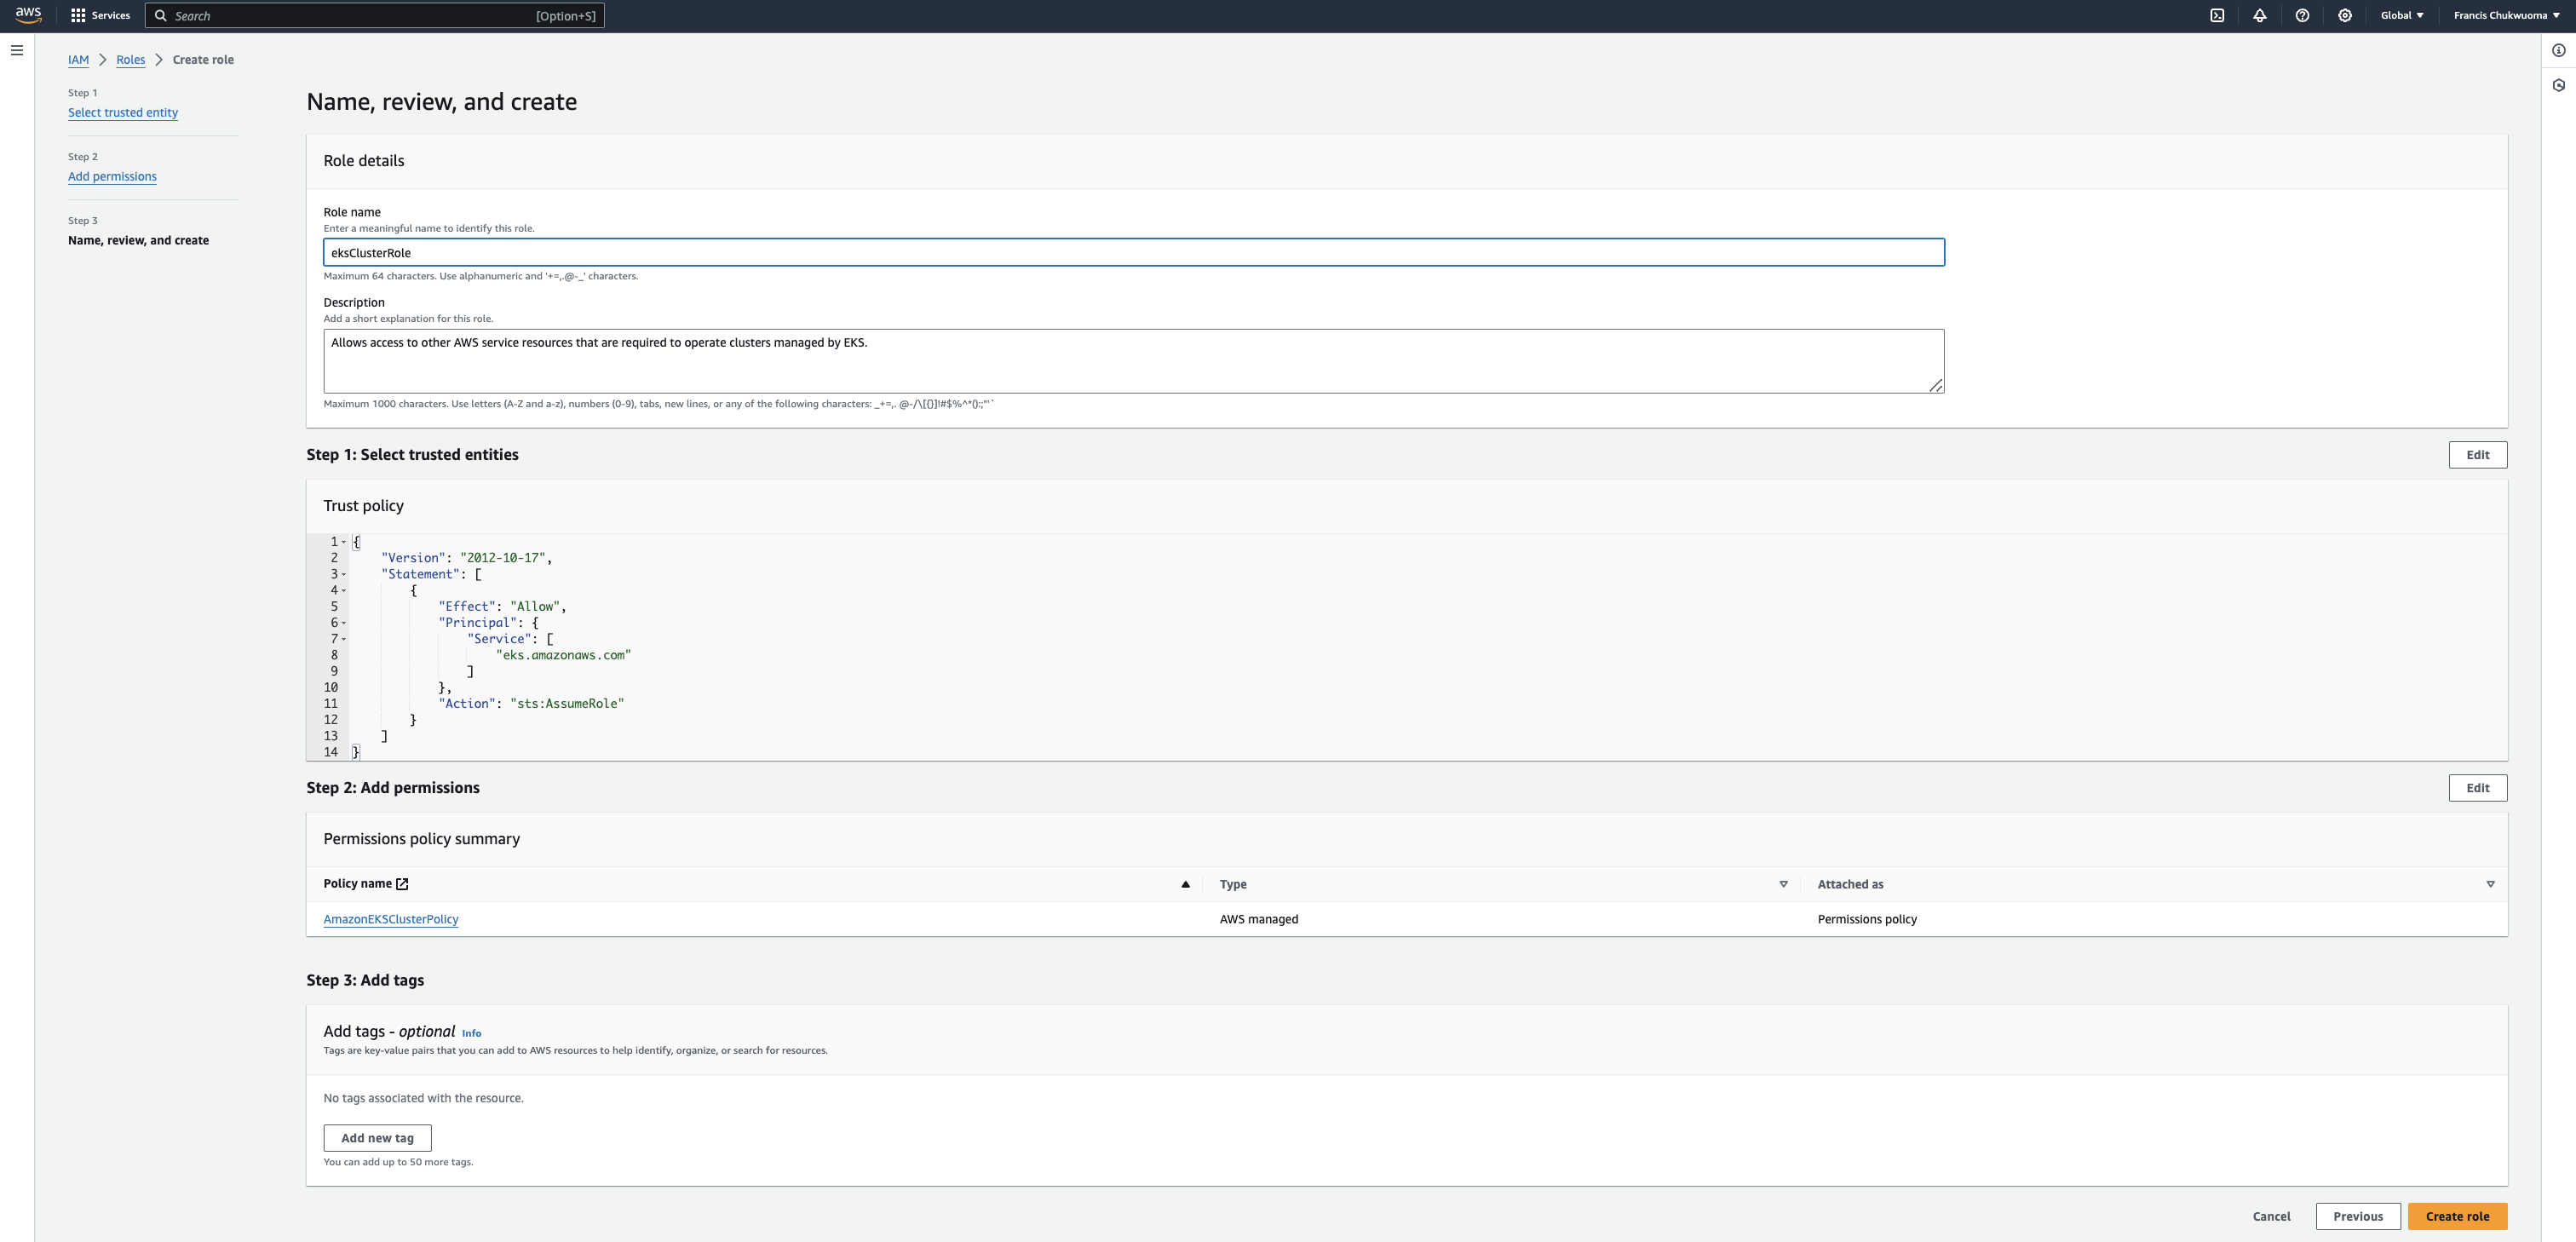 aws
Services
Search
[Option+S]
Global
Francis Chukwuoma
IAM
Roles
Create role
Step 1
Select trusted entity
Step 2
Add permissions
Step 3
Name, review, and create
Name, review, and create
Role details
Role name
Enter a meaningful name to identify this role.
eksClusterRole
Maximum 64 characters. Use alphanumeric and '+=,.@-_' characters.
Description
Add a short explanation for this role.
Allows access to other AWS service resources that are required to operate clusters managed by EKS.
Maximum 1000 characters. Use letters (A-Z and a-z), numbers (0-9), tabs, new lines, or any of the following characters: _+=,. @-/\[{}]!#$%^*();:"'`
Step 1: Select trusted entities
Edit
Trust policy
1 {
2 "Version": "2012-10-17",
3 "Statement": [
4 {
5 "Effect": "Allow",
6 "Principal": {
7 "Service": [
8 "eks.amazonaws.com"
9 ]
10 },
11 "Action": "sts:AssumeRole"
12 }
13 ]
14 }
Step 2: Add permissions
Edit
Permissions policy summary
Policy name
Type
Attached as
AmazonEKSClusterPolicy
AWS managed
Permissions policy
Step 3: Add tags
Add tags - optional Info
Tags are key-value pairs that you can add to AWS resources to help identify, organize, or search for resources.
No tags associated with the resource.
Add new tag
You can add up to 50 more tags.
Cancel
Previous
Create role